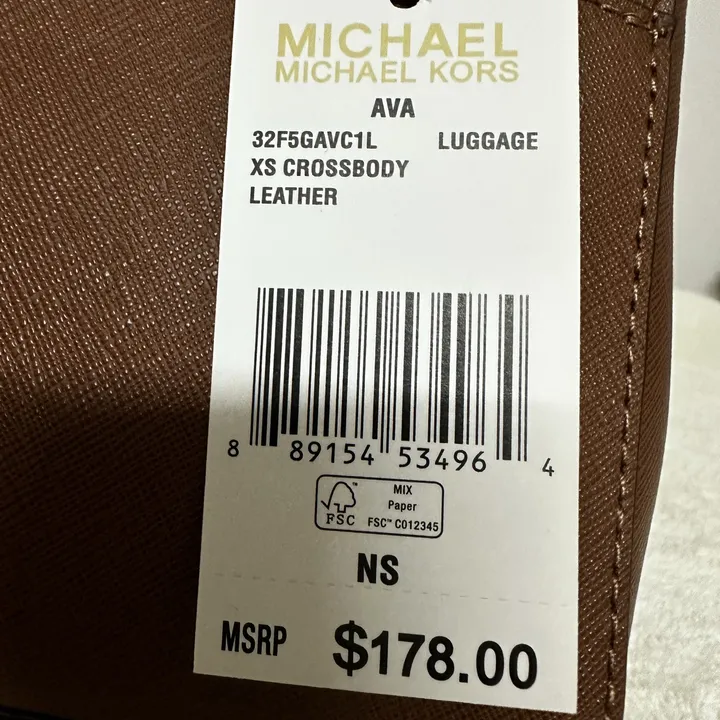 MICHAEL
MICHAEL KORS
AVA
32F5GAVC1L LUGGAGE
XS CROSSBODY
LEATHER
8 89154 53496 4
FSC™
MIX
Paper
FSC™ C012345
NS
MSRP $178.00